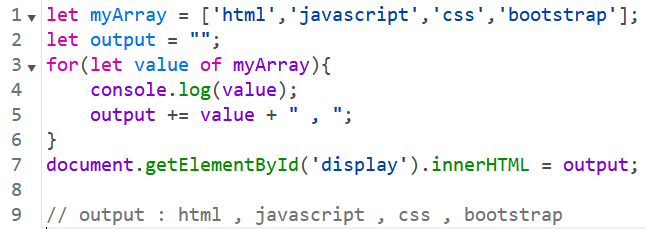 1 let myArray = ['html','javascript','css','bootstrap'];
2 let output = "";
3 for(let value of myArray){
4     console.log(value);
5     output += value + " , ";
6 }
7 document.getElementById('display').innerHTML = output;
8
9 // output : html , javascript , css , bootstrap